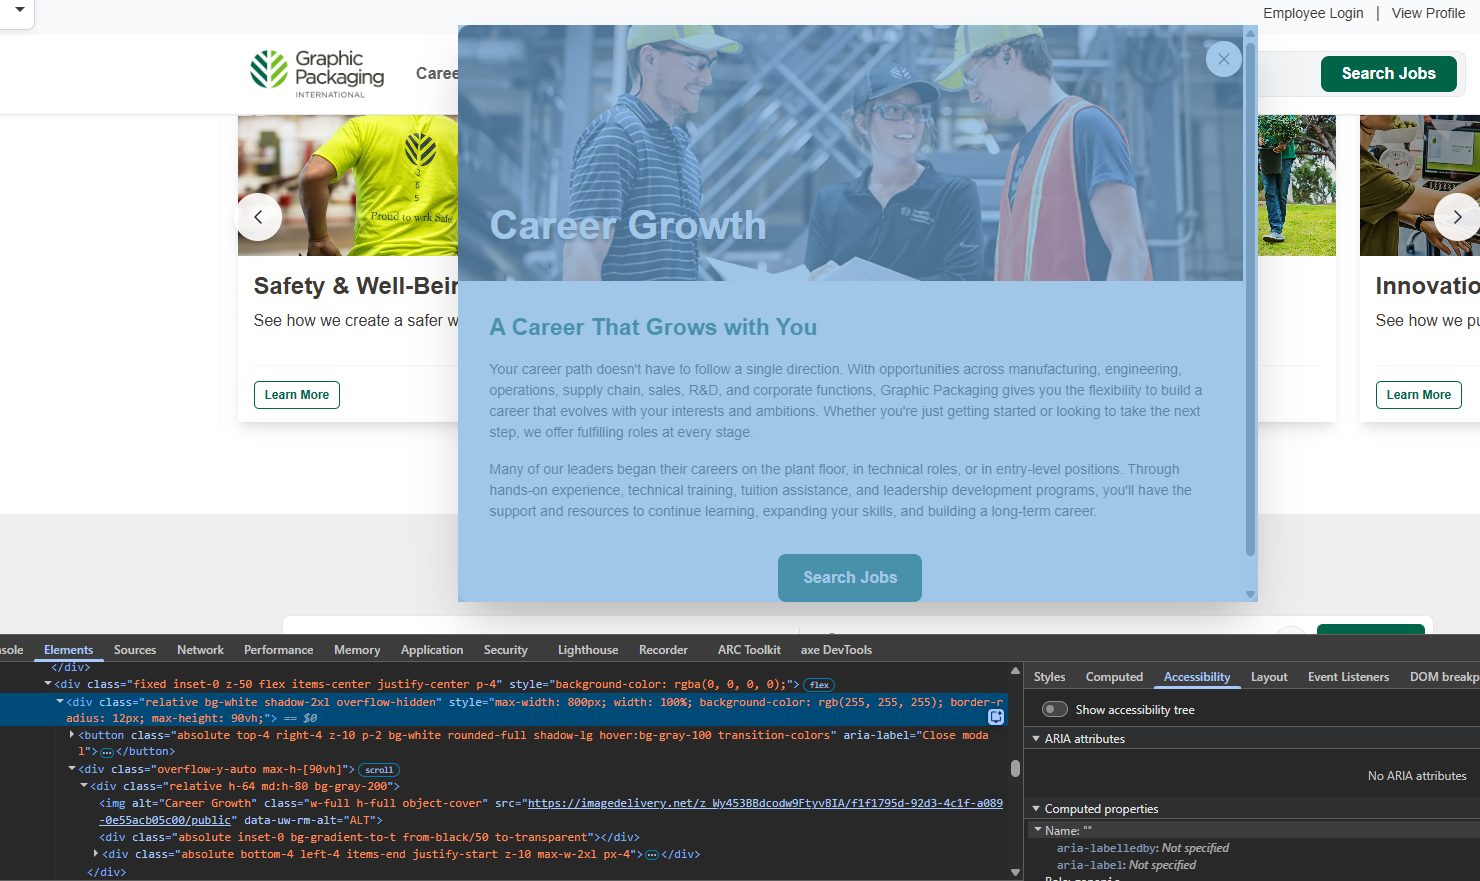 Employee Login | View Profile
Graphic
Packaging
INTERNATIONAL
Caree
Search Jobs
2
6
5
Proud to work Safe
Career Growth
Safety & Well-Bein
See how we create a safer w
Learn More
A Career That Grows with You
Your career path doesn't have to follow a single direction. With opportunities across manufacturing, engineering,
operations, supply chain, sales, R&D, and corporate functions, Graphic Packaging gives you the flexibility to build a
career that evolves with your interests and ambitions. Whether you're just getting started or looking to take the next
step, we offer fulfilling roles at every stage.
Many of our leaders began their careers on the plant floor, in technical roles, or in entry-level positions. Through
hands-on experience, technical training, tuition assistance, and leadership development programs, you'll have the
support and resources to continue learning, expanding your skills, and building a long-term career.
Search Jobs
Innovatio
See how we pu
Learn More
nsole Elements Sources Network Performance Memory Application Security Lighthouse Recorder ARC Toolkit axe DevTools
</div>
<div class="fixed inset-0 z-50 flex items-center justify-center p-4" style="background-color: rgba(0, 0, 0, 0);"> flex
<div class="relative bg-white shadow-2xl overflow-hidden" style="max-width: 800px; width: 100%; background-color: rgb(255, 255, 255); border-r
adius: 12px; max-height: 90vh;"> == $0
<button class="absolute top-4 right-4 z-10 p-2 bg-white rounded-full shadow-lg hover:bg-gray-100 transition-colors" aria-label="Close moda
l"> … </button>
<div class="overflow-y-auto max-h-[90vh]"> scroll
<div class="relative h-64 md:h-80 bg-gray-200">
<img alt="Career Growth" class="w-full h-full object-cover" src="https://imagedelivery.net/z_Wy453BBdcodw9FtyvBIA/f1f1795d-92d3-4c1f-a089
-0e55acb05c00/public" data-uw-rm-alt="ALT">
<div class="absolute inset-0 bg-gradient-to-t from-black/50 to-transparent"></div>
<div class="absolute bottom-4 left-4 items-end justify-start z-10 max-w-2xl px-4"> … </div>
</div>
Styles Computed Accessibility Layout Event Listeners DOM breakp
Show accessibility tree
ARIA attributes
No ARIA attributes
Computed properties
Name: ""
aria-labelledby: Not specified
aria-label: Not specified
Role: generic